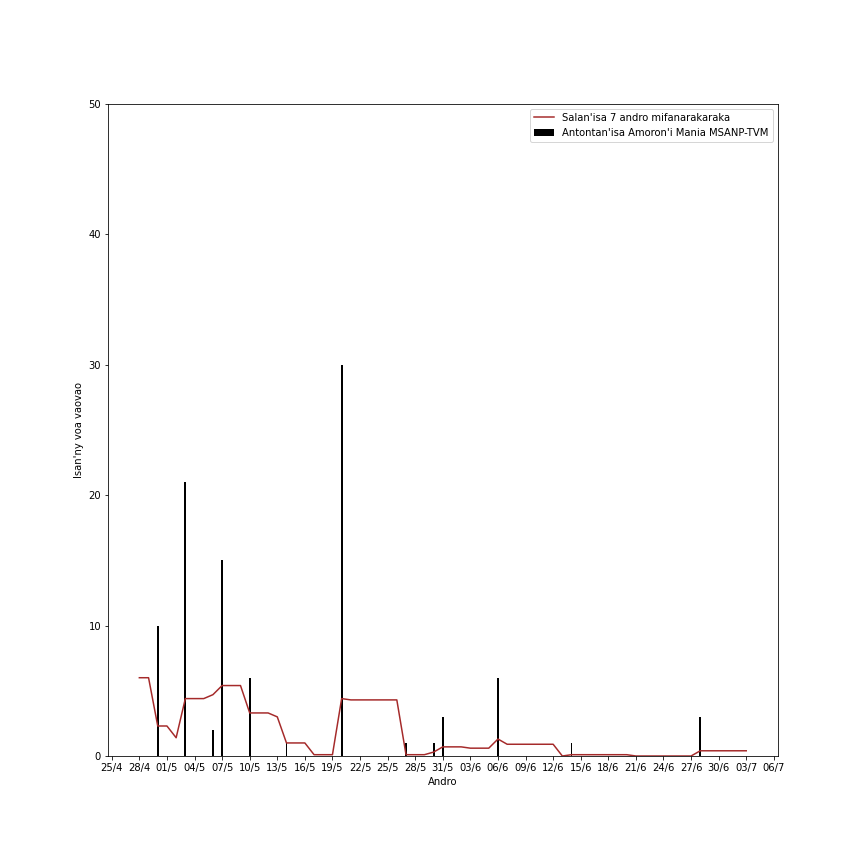 Salan'isa 7 andro mifanarakaraka
Antontan'isa Amoron'i Mania MSANP-TVM
50
40
30
20
10
0
Isan'ny voa vaovao
25/4 28/4 01/5 04/5 07/5 10/5 13/5 16/5 19/5 22/5 25/5 28/5 31/5 03/6 06/6 09/6 12/6 15/6 18/6 21/6 24/6 27/6 30/6 03/7 06/7
Andro